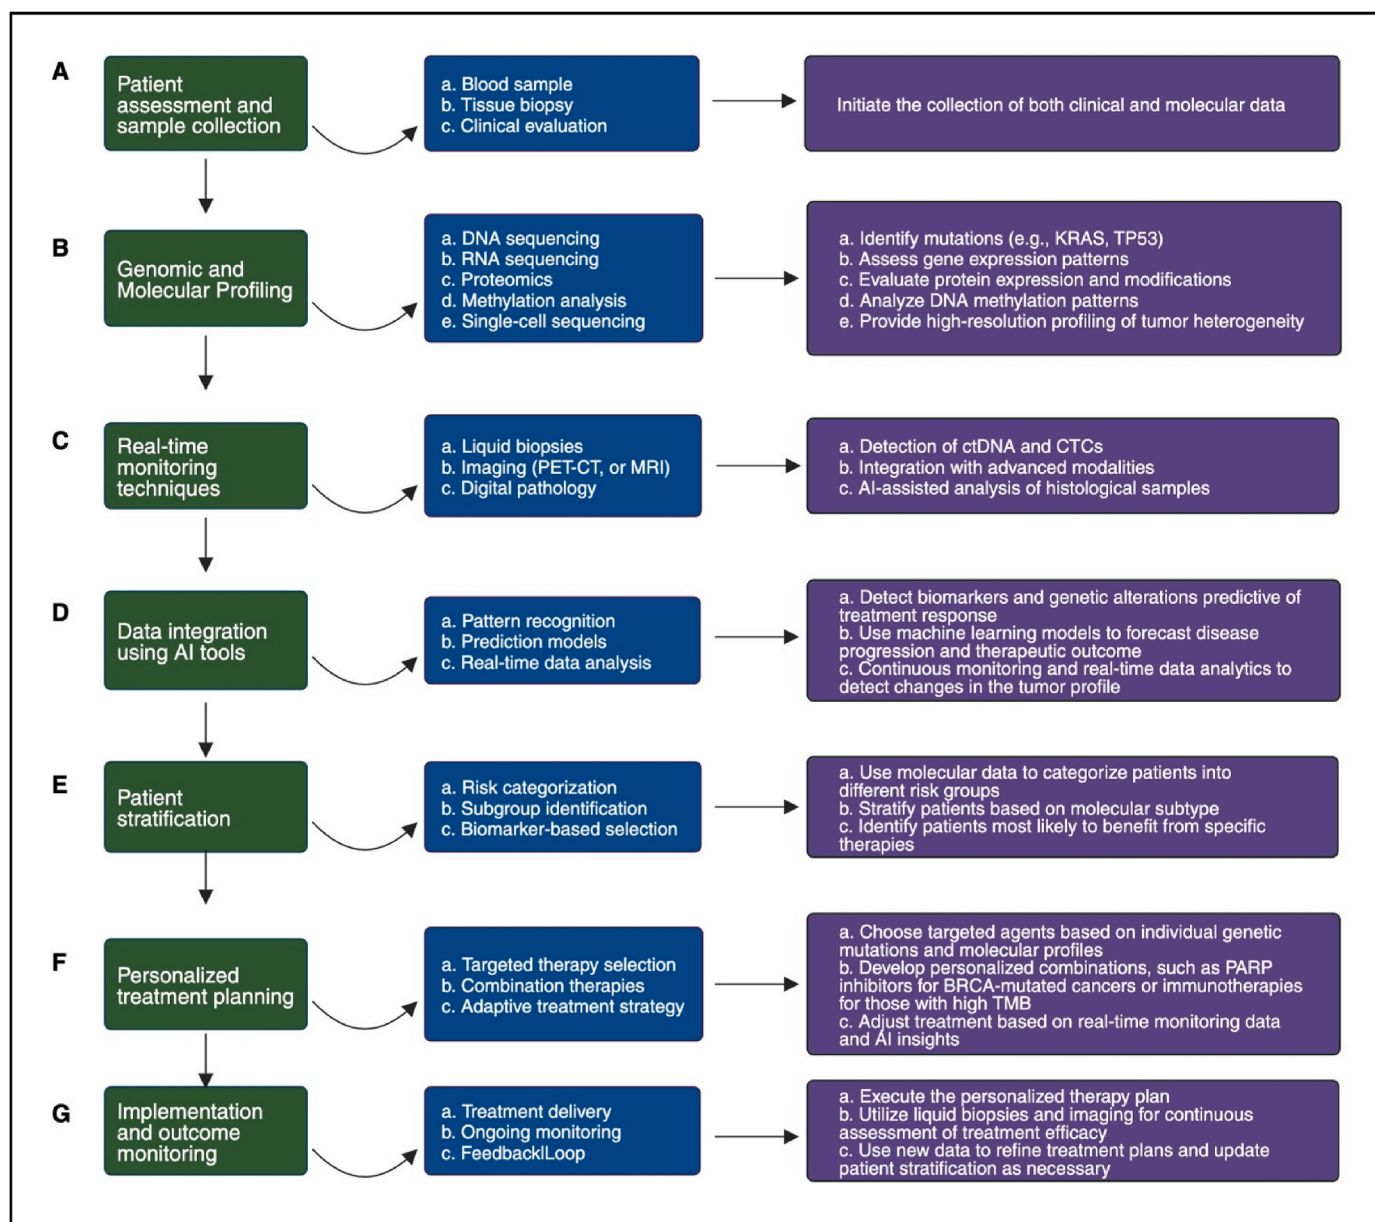 A
Patient
assessment and
sample collection
a. Blood sample
b. Tissue biopsy
c. Clinical evaluation
Initiate the collection of both clinical and molecular data
B
Genomic and
Molecular Profiling
a. DNA sequencing
b. RNA sequencing
c. Proteomics
d. Methylation analysis
e. Single-cell sequencing
a. Identify mutations (e.g., KRAS, TP53)
b. Assess gene expression patterns
c. Evaluate protein expression and modifications
d. Analyze DNA methylation patterns
e. Provide high-resolution profiling of tumor heterogeneity
C
Real-time
monitoring
techniques
a. Liquid biopsies
b. Imaging (PET-CT, or MRI)
c. Digital pathology
a. Detection of ctDNA and CTCs
b. Integration with advanced modalities
c. AI-assisted analysis of histological samples
D
Data integration
using AI tools
a. Pattern recognition
b. Prediction models
c. Real-time data analysis
a. Detect biomarkers and genetic alterations predictive of
treatment response
b. Use machine learning models to forecast disease
progression and therapeutic outcome
c. Continuous monitoring and real-time data analytics to
detect changes in the tumor profile
E
Patient
stratification
a. Risk categorization
b. Subgroup identification
c. Biomarker-based selection
a. Use molecular data to categorize patients into
different risk groups
b. Stratify patients based on molecular subtype
c. Identify patients most likely to benefit from specific
therapies
F
Personalized
treatment planning
a. Targeted therapy selection
b. Combination therapies
c. Adaptive treatment strategy
a. Choose targeted agents based on individual genetic
mutations and molecular profiles
b. Develop personalized combinations, such as PARP
inhibitors for BRCA-mutated cancers or immunotherapies
for those with high TMB
c. Adjust treatment based on real-time monitoring data
and AI insights
G
Implementation
and outcome
monitoring
a. Treatment delivery
b. Ongoing monitoring
c. Feedback|Loop
a. Execute the personalized therapy plan
b. Utilize liquid biopsies and imaging for continuous
assessment of treatment efficacy
c. Use new data to refine treatment plans and update
patient stratification as necessary